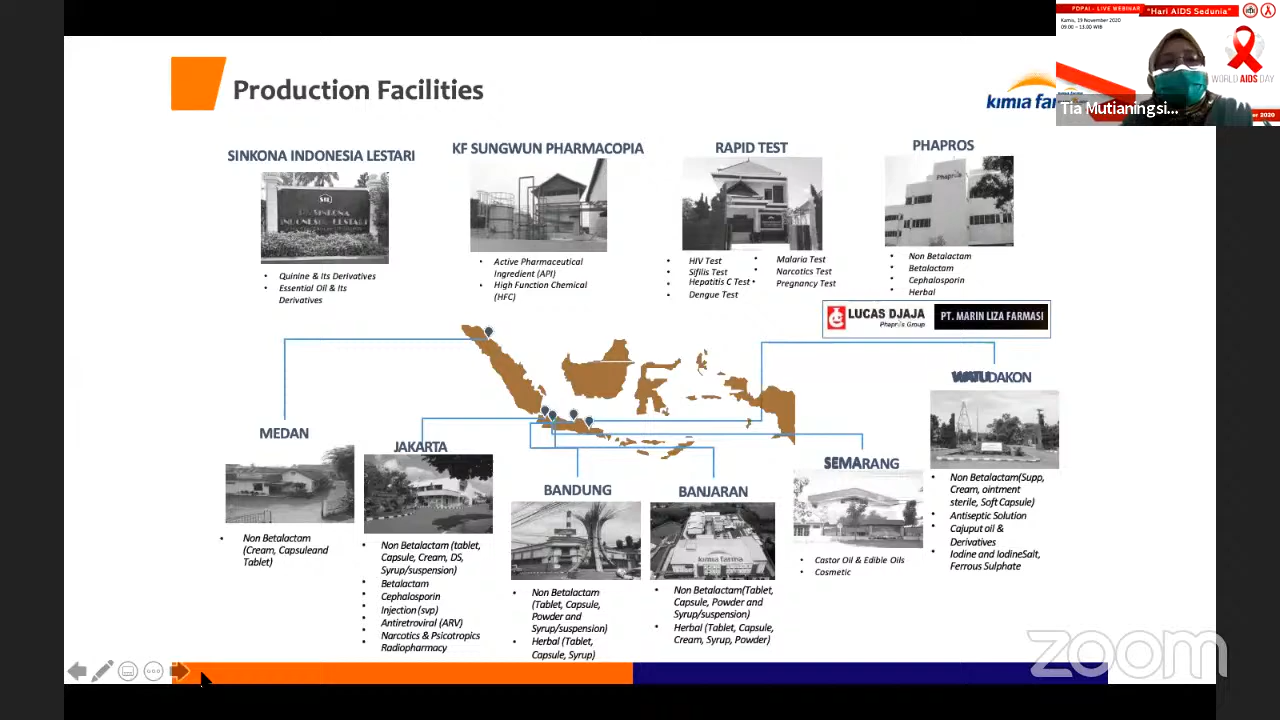 PDPAI - LIVE WEBINAR
"Hari AIDS Sedunia"
Kamis, 19 November 2020
09.00 – 13.00 WIB
WORLD AIDS DAY
Tia Mutianingsi...
Production Facilities
kimia far
SINKONA INDONESIA LESTARI
KF SUNGWUN PHARMACOPIA
RAPID TEST
PHAPROS
SIL
PT. SINKONA
INDONESIA LESTARI
Phapros
• Quinine & Its Derivatives
• Essential Oil & Its
Derivatives
• Active Pharmaceutical
Ingredient (API)
• High Function Chemical
(HFC)
• HIV Test
• Sifilis Test
• Hepatitis C Test
• Dengue Test
• Malaria Test
• Narcotics Test
• Pregnancy Test
• Non Betalactam
• Betalactam
• Cephalosporin
• Herbal
LUCAS DJAJA
Phapros Group
PT. MARIN LIZA FARMASI
WATUDAKON
MEDAN
JAKARTA
BANDUNG
BANJARAN
SEMARANG
kimia farma
• Non Betalactam
(Cream, Capsuleand
Tablet)
• Non Betalactam (tablet,
Capsule, Cream, DS,
Syrup/suspension)
• Betalactam
• Cephalosporin
• Injection (svp)
• Antiretroviral (ARV)
• Narcotics & Psicotropics
• Radiopharmacy
• Non Betalactam
(Tablet, Capsule,
Powder and
Syrup/suspension)
• Herbal (Tablet,
Capsule, Syrup)
• Non Betalactam(Tablet,
Capsule, Powder and
Syrup/suspension)
• Herbal (Tablet, Capsule,
Cream, Syrup, Powder)
• Castor Oil & Edible Oils
• Cosmetic
• Non Betalactam(Supp,
Cream, ointment
sterile, Soft Capsule)
• Antiseptic Solution
• Cajuput oil &
Derivatives
• Iodine and IodineSalt,
Ferrous Sulphate
zoom